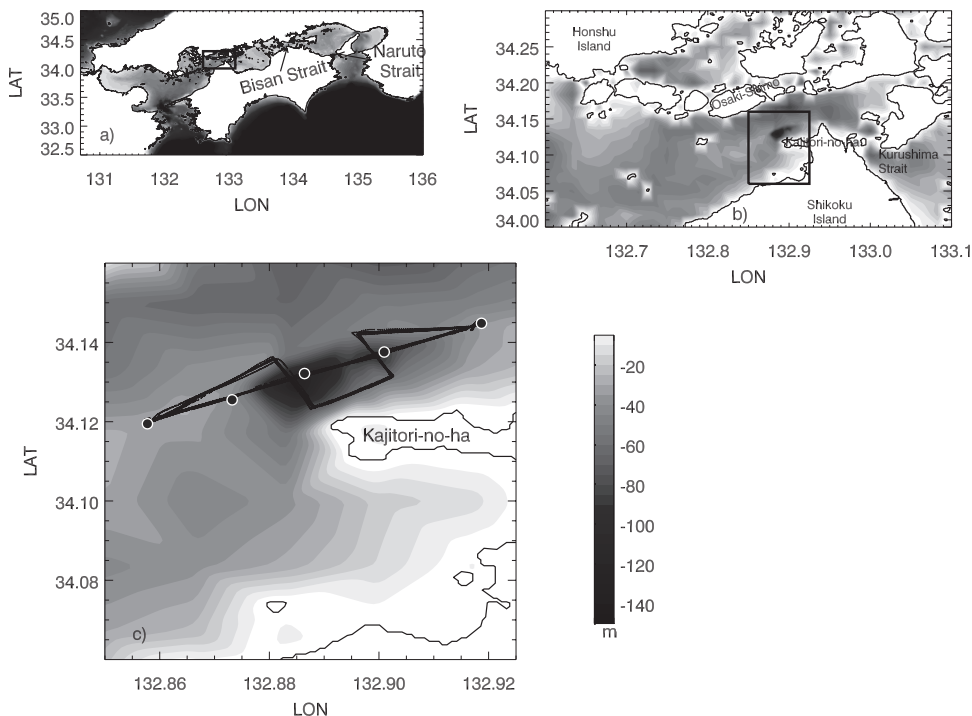 35.0
34.5
34.0
33.5
33.0
32.5
Naruto
Strait
Bisan Strait
a)
131
132
133
134
135
136
LON
LAT
34.25
34.20
34.15
34.10
34.05
34.00
Honshu
Island
Osaki-Shimo
Kajitori-no-ha
Kurushima
Strait
Shikoku
Island
b)
132.7
132.8
132.9
133.0
133.1
LON
LAT
34.14
34.12
34.10
34.08
Kajitori-no-ha
c)
132.86
132.88
132.90
132.92
LON
LAT
-20
-40
-60
-80
-100
-120
-140
m